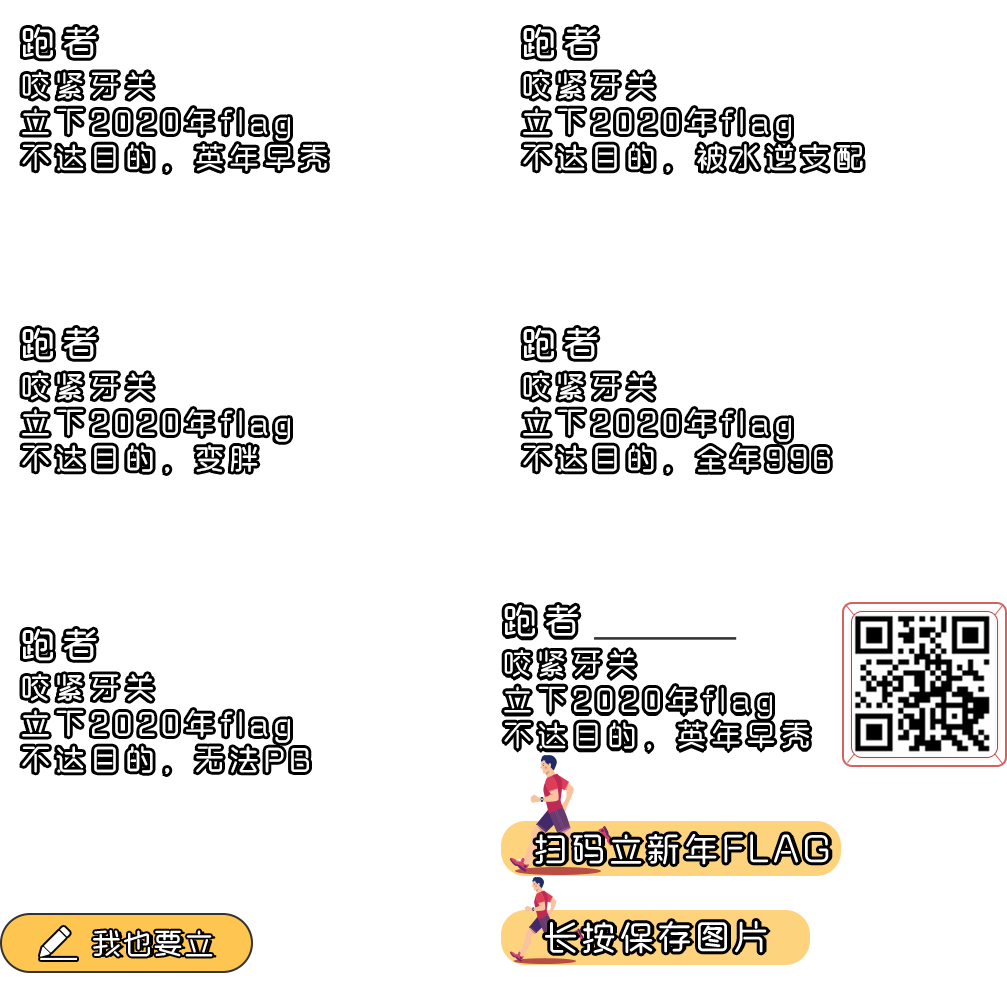 跑者
咬紧牙关
立下2020年flag
不达目的，英年早秃
跑者
咬紧牙关
立下2020年flag
不达目的，被水逆支配
跑者
咬紧牙关
立下2020年flag
不达目的，变胖
跑者
咬紧牙关
立下2020年flag
不达目的，全年996
跑者
咬紧牙关
立下2020年flag
不达目的，无法PB
跑者
咬紧牙关
立下2020年flag
不达目的，英年早秃
扫码立新年FLAG
我也要立
长按保存图片